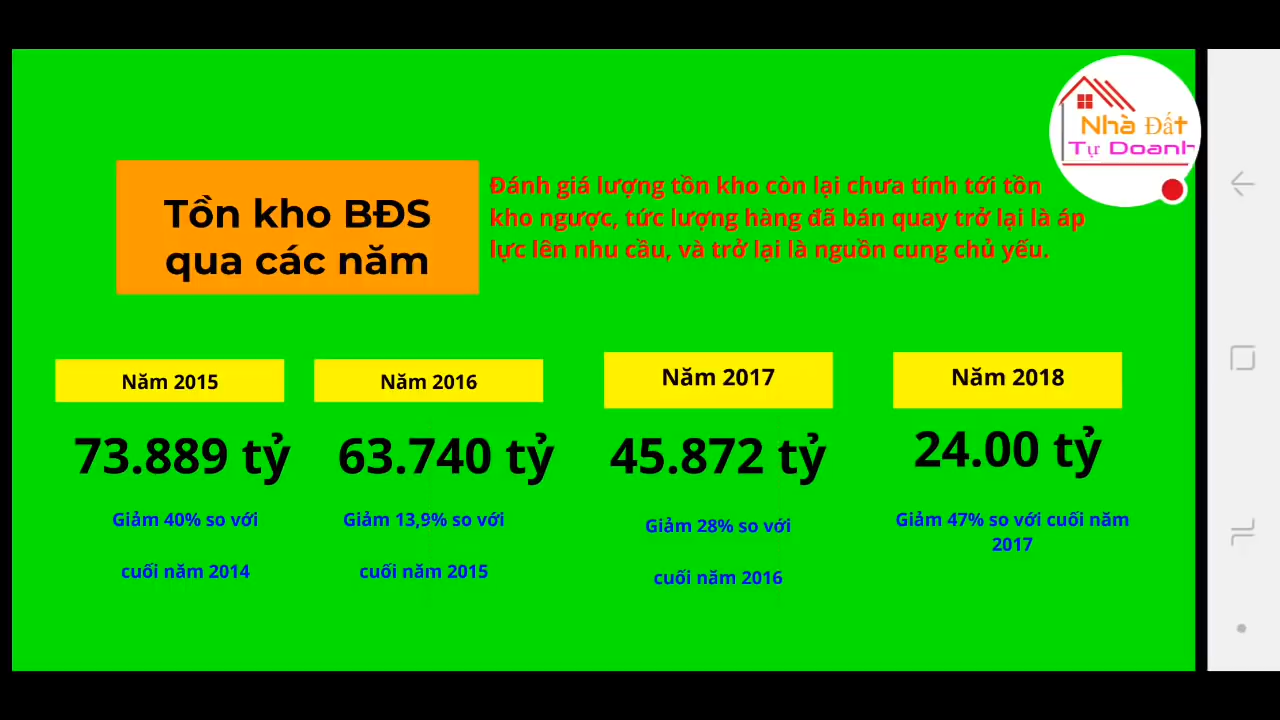 Nhà Đất
Tự Doanh
Tồn kho BĐS
qua các năm
Đánh giá lượng tồn kho còn lại chưa tính tới tồn
kho ngược, tức lượng hàng đã bán quay trở lại là áp
lực lên nhu cầu, và trở lại là nguồn cung chủ yếu.
Năm 2015
73.889 tỷ
Giảm 40% so với
cuối năm 2014
Năm 2016
63.740 tỷ
Giảm 13,9% so với
cuối năm 2015
Năm 2017
45.872 tỷ
Giảm 28% so với
cuối năm 2016
Năm 2018
24.00 tỷ
Giảm 47% so với cuối năm
2017